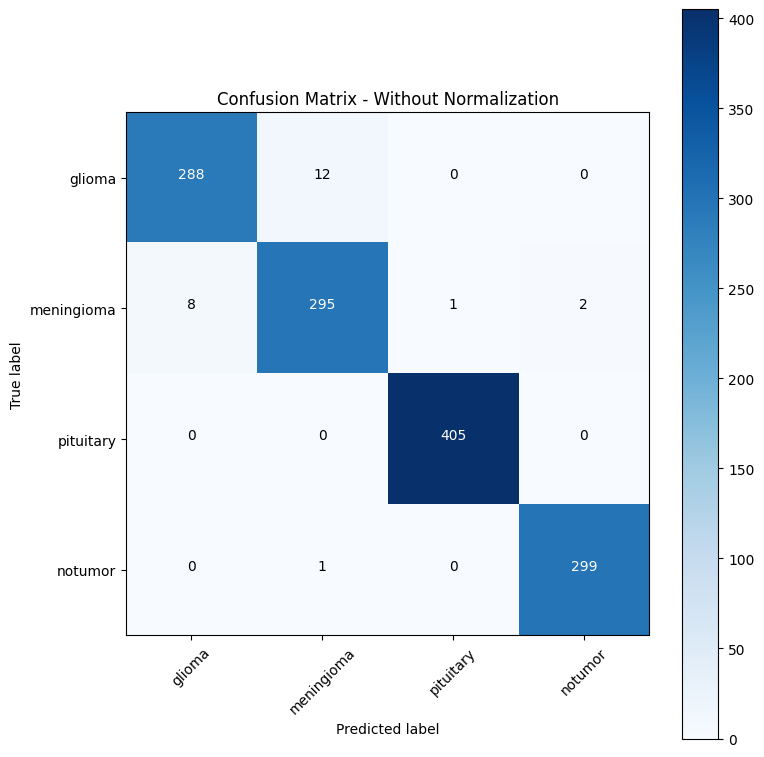 Confusion Matrix - Without Normalization
True label
glioma 288 12 0 0
meningioma 8 295 1 2
pituitary 0 0 405 0
notumor 0 1 0 299
glioma meningioma pituitary notumor
Predicted label
400
350
300
250
200
150
100
50
0